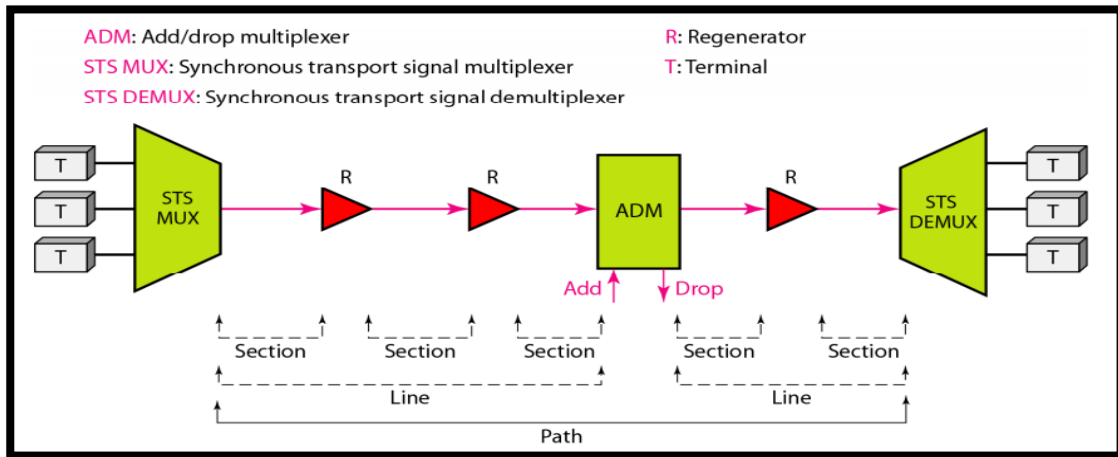 ADM: Add/drop multiplexer
R: Regenerator
STS MUX: Synchronous transport signal multiplexer
T: Terminal
STS DEMUX: Synchronous transport signal demultiplexer
R
R
R
T
T
T
STS
MUX
ADM
STS
DEMUX
T
T
T
Add
Drop
Section
Section
Section
Section
Section
Line
Line
Path